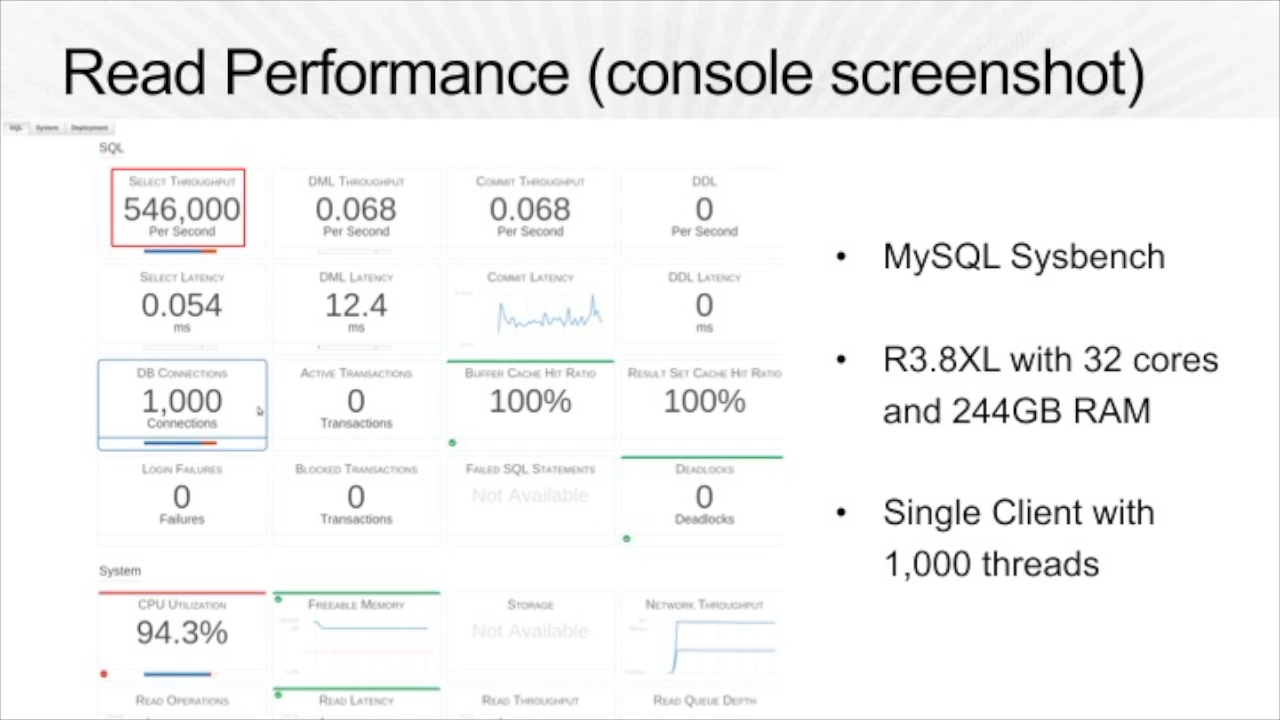 Read Performance (console screenshot)
SQL System Deployment
SQL
SELECT THROUGHPUT
546,000
Per Second
DML THROUGHPUT
0.068
Per Second
COMMIT THROUGHPUT
0.068
Per Second
DDL
0
Per Second
SELECT LATENCY
0.054
ms
DML LATENCY
12.4
ms
COMMIT LATENCY
DDL LATENCY
0
ms
DB CONNECTIONS
1,000
Connections
ACTIVE TRANSACTIONS
0
Transactions
BUFFER CACHE HIT RATIO
100%
RESULT SET CACHE HIT RATIO
100%
LOGIN FAILURES
0
Failures
BLOCKED TRANSACTIONS
0
Transactions
FAILED SQL STATEMENTS
Not Available
DEADLOCKS
0
Deadlocks
System
CPU UTILIZATION
94.3%
FREEABLE MEMORY
STORAGE
Not Available
NETWORK THROUGHPUT
READ OPERATIONS
READ LATENCY
READ THROUGHPUT
READ QUEUE DEPTH
• MySQL Sysbench
• R3.8XL with 32 cores
and 244GB RAM
• Single Client with
1,000 threads